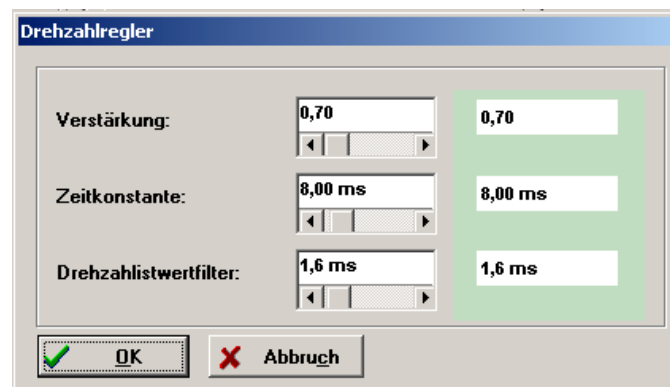 Drehzahlregler
Verstärkung: 0,70 0,70
Zeitkonstante: 8,00 ms 8,00 ms
Drehzahlistwertfilter: 1,6 ms 1,6 ms
OK Abbruch